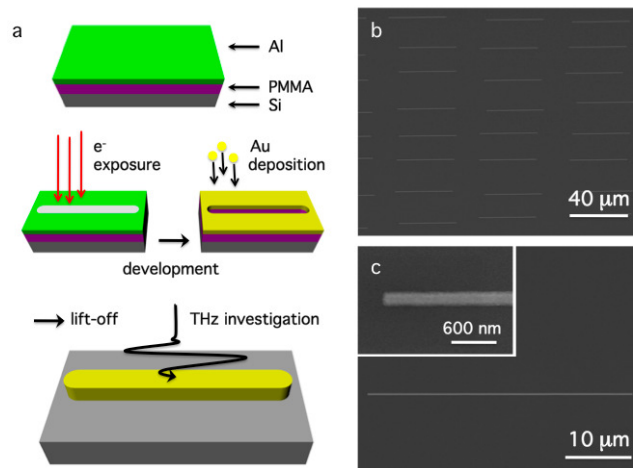 a
Al
PMMA
Si
e-
exposure
Au
deposition
development
lift-off
THz investigation
b
40 μm
c
600 nm
10 μm